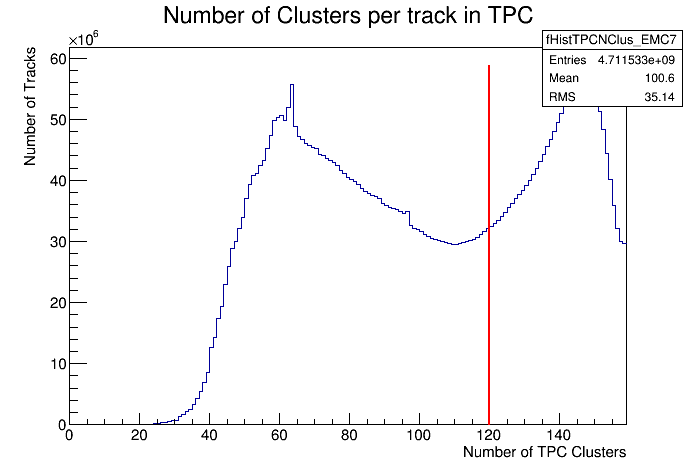 Number of Clusters per track in TPC
×10^6
fHistTPCNClus_EMC7
Entries 4.711533e+09
Mean 100.6
RMS 35.14
Number of Tracks
60
50
40
30
20
10
0
0 20 40 60 80 100 120 140
Number of TPC Clusters